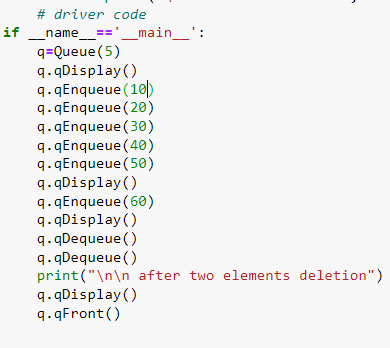 # driver code
if __name__=='__main__':
q=Queue(5)
q.qDisplay()
q.qEnqueue(10)
q.qEnqueue(20)
q.qEnqueue(30)
q.qEnqueue(40)
q.qEnqueue(50)
q.qDisplay()
q.qEnqueue(60)
q.qDisplay()
q.qDequeue()
q.qDequeue()
print("\n\n after two elements deletion")
q.qDisplay()
q.qFront()